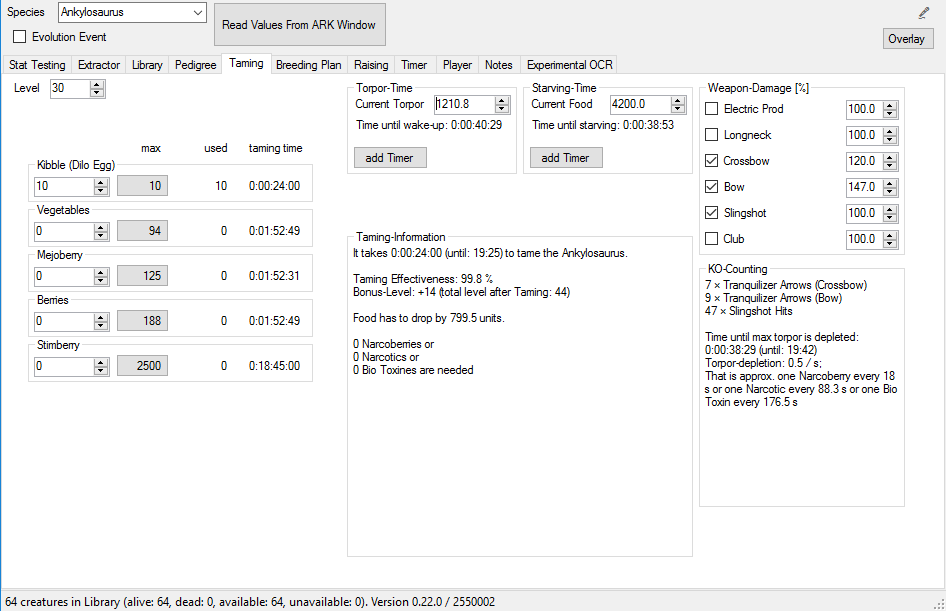 Species Ankylosaurus Read Values From ARK Window
Evolution Event Overlay
Stat Testing Extractor Library Pedigree Taming Breeding Plan Raising Timer Player Notes Experimental OCR
Level 30
max used taming time
Kibble (Dilo Egg)
10 10 10 0:00:24:00
Vegetables
0 94 0 0:01:52:49
Mejoberry
0 125 0 0:01:52:31
Berries
0 188 0 0:01:52:49
Stimberry
0 2500 0 0:18:45:00
Torpor-Time
Current Torpor 1210.8
Time until wake-up: 0:00:40:29
add Timer
Starving-Time
Current Food 4200.0
Time until starving: 0:00:38:53
add Timer
Taming-Information
It takes 0:00:24:00 (until: 19:25) to tame the Ankylosaurus.
Taming Effectiveness: 99.8 %
Bonus-Level: +14 (total level after Taming: 44)
Food has to drop by 799.5 units.
0 Narcoberries or
0 Narcotics or
0 Bio Toxines are needed
Weapon-Damage [%]
Electric Prod 100.0
Longneck 100.0
Crossbow 120.0
Bow 147.0
Slingshot 100.0
Club 100.0
KO-Counting
7 × Tranquilizer Arrows (Crossbow)
9 × Tranquilizer Arrows (Bow)
47 × Slingshot Hits
Time until max torpor is depleted:
0:00:38:29 (until: 19:42)
Torpor-depletion: 0.5 / s;
That is approx. one Narcoberry every 18
s or one Narcotic every 88.3 s or one Bio
Toxin every 176.5 s
64 creatures in Library (alive: 64, dead: 0, available: 64, unavailable: 0). Version 0.22.0 / 2550002